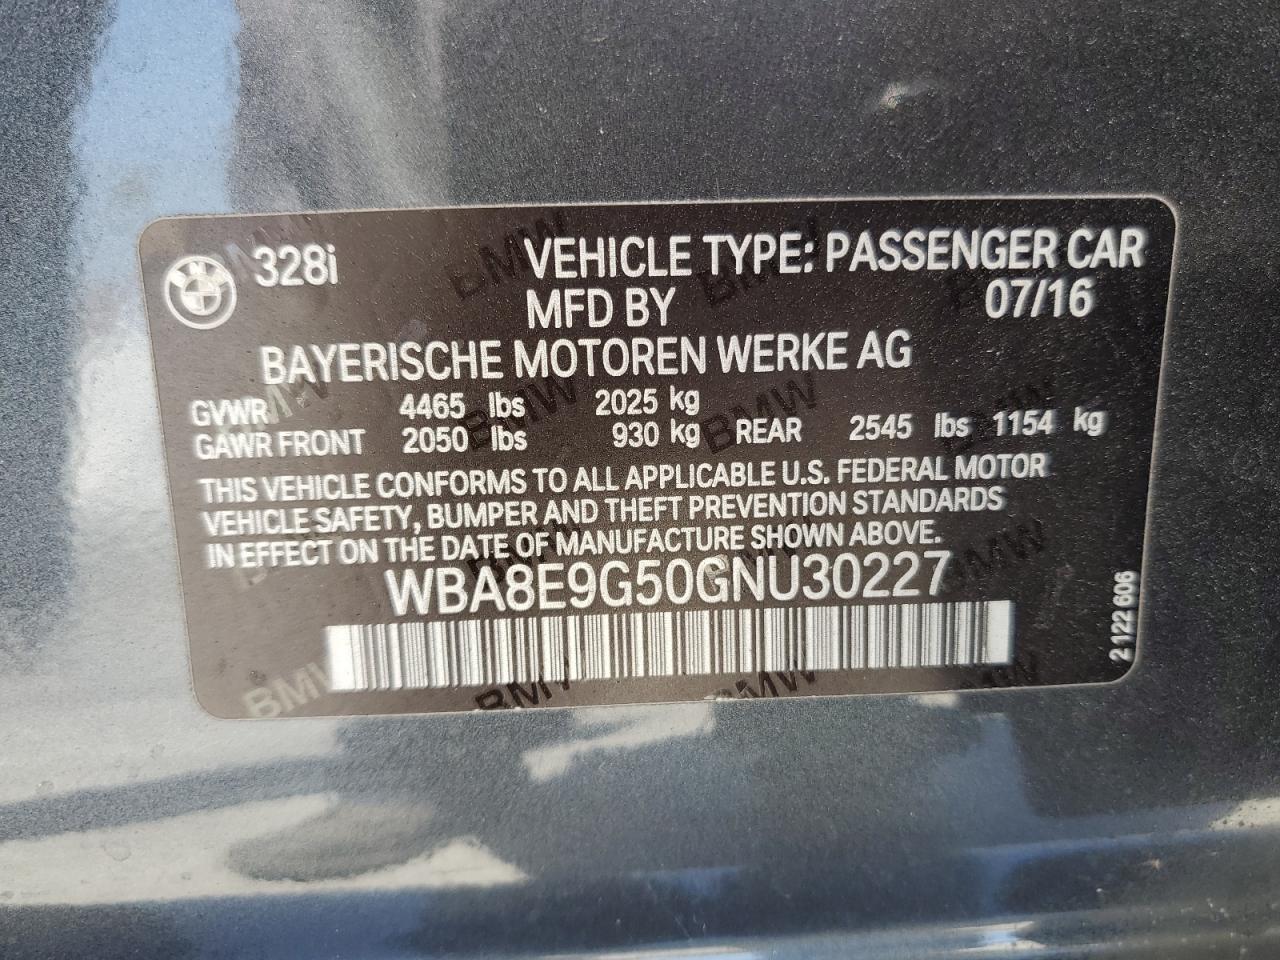 328i VEHICLE TYPE: PASSENGER CAR
MFD BY 07/16
BAYERISCHE MOTOREN WERKE AG
GVWR 4465 lbs 2025 kg
GAWR FRONT 2050 lbs 930 kg REAR 2545 lbs 1154 kg
THIS VEHICLE CONFORMS TO ALL APPLICABLE U.S. FEDERAL MOTOR
VEHICLE SAFETY, BUMPER AND THEFT PREVENTION STANDARDS
IN EFFECT ON THE DATE OF MANUFACTURE SHOWN ABOVE.
WBA8E9G50GNU30227
2 122 606